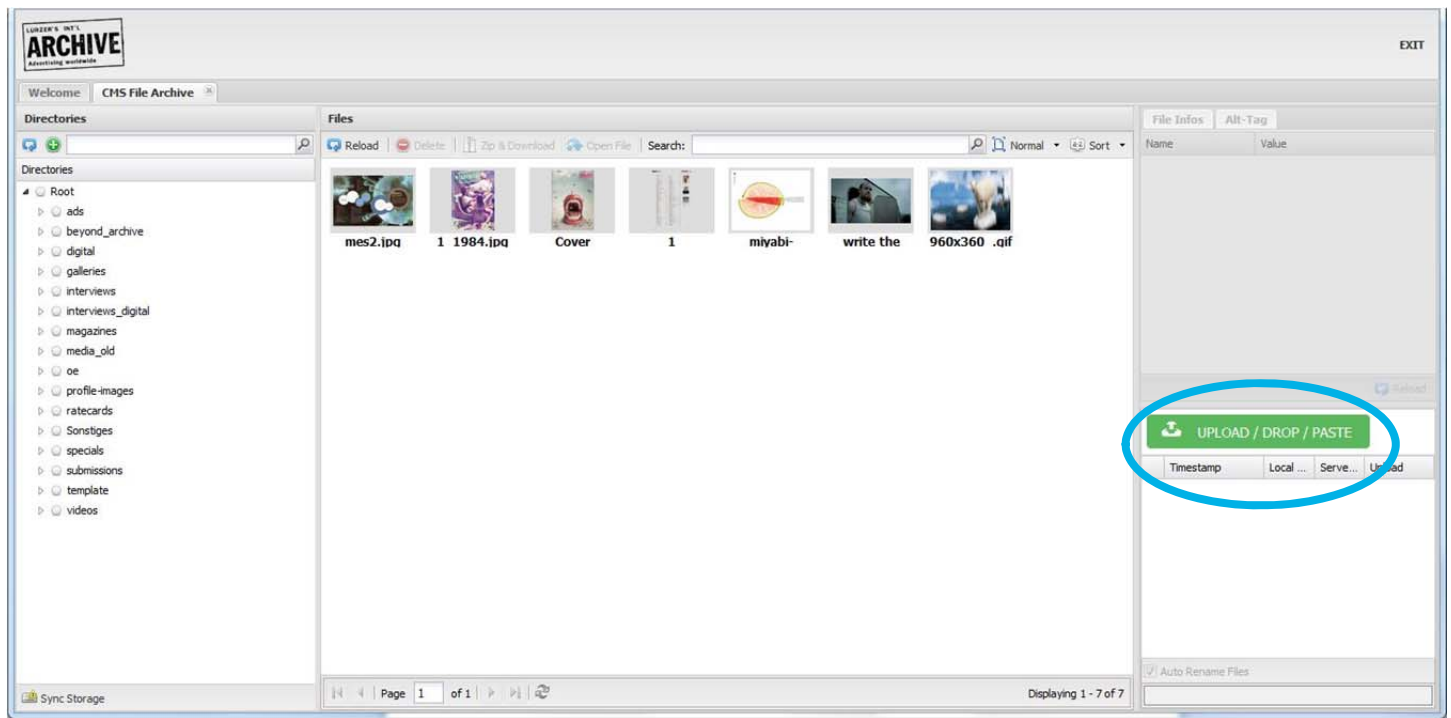 LÜRZER'S INT'L
ARCHIVE
Advertising worldwide
EXIT
Welcome
CMS File Archive
Directories
Directories
Root
ads
beyond_archive
digital
galleries
interviews
interviews_digital
magazines
media_old
oe
profile-images
ratecards
Sonstiges
specials
submissions
template
videos
Sync Storage
Files
Reload Delete Zip & Download Open File Search: Normal Sort
mes2.jpg 1_1984.jpg Cover 1 miyabi- write the 960x360_.gif
Page 1 of 1 Displaying 1 - 7 of 7
File Infos Alt-Tag
Name Value
Reload
UPLOAD / DROP / PASTE
Timestamp Local ... Serve... Upload
Auto Rename Files